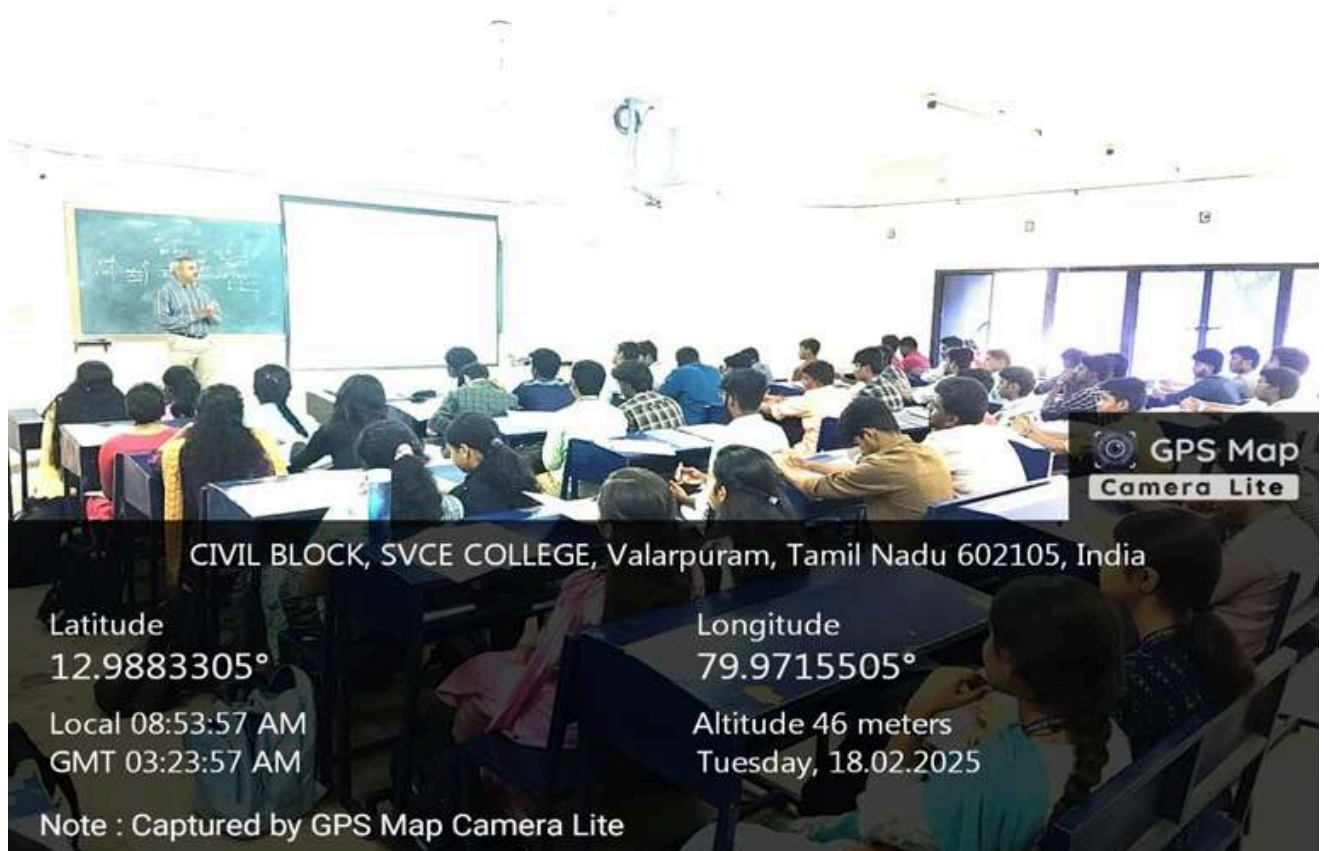 GPS Map
Camera Lite
CIVIL BLOCK, SVCE COLLEGE, Valarpuram, Tamil Nadu 602105, India
Latitude
12.9883305°
Longitude
79.9715505°
Local 08:53:57 AM
GMT 03:23:57 AM
Altitude 46 meters
Tuesday, 18.02.2025
Note : Captured by GPS Map Camera Lite